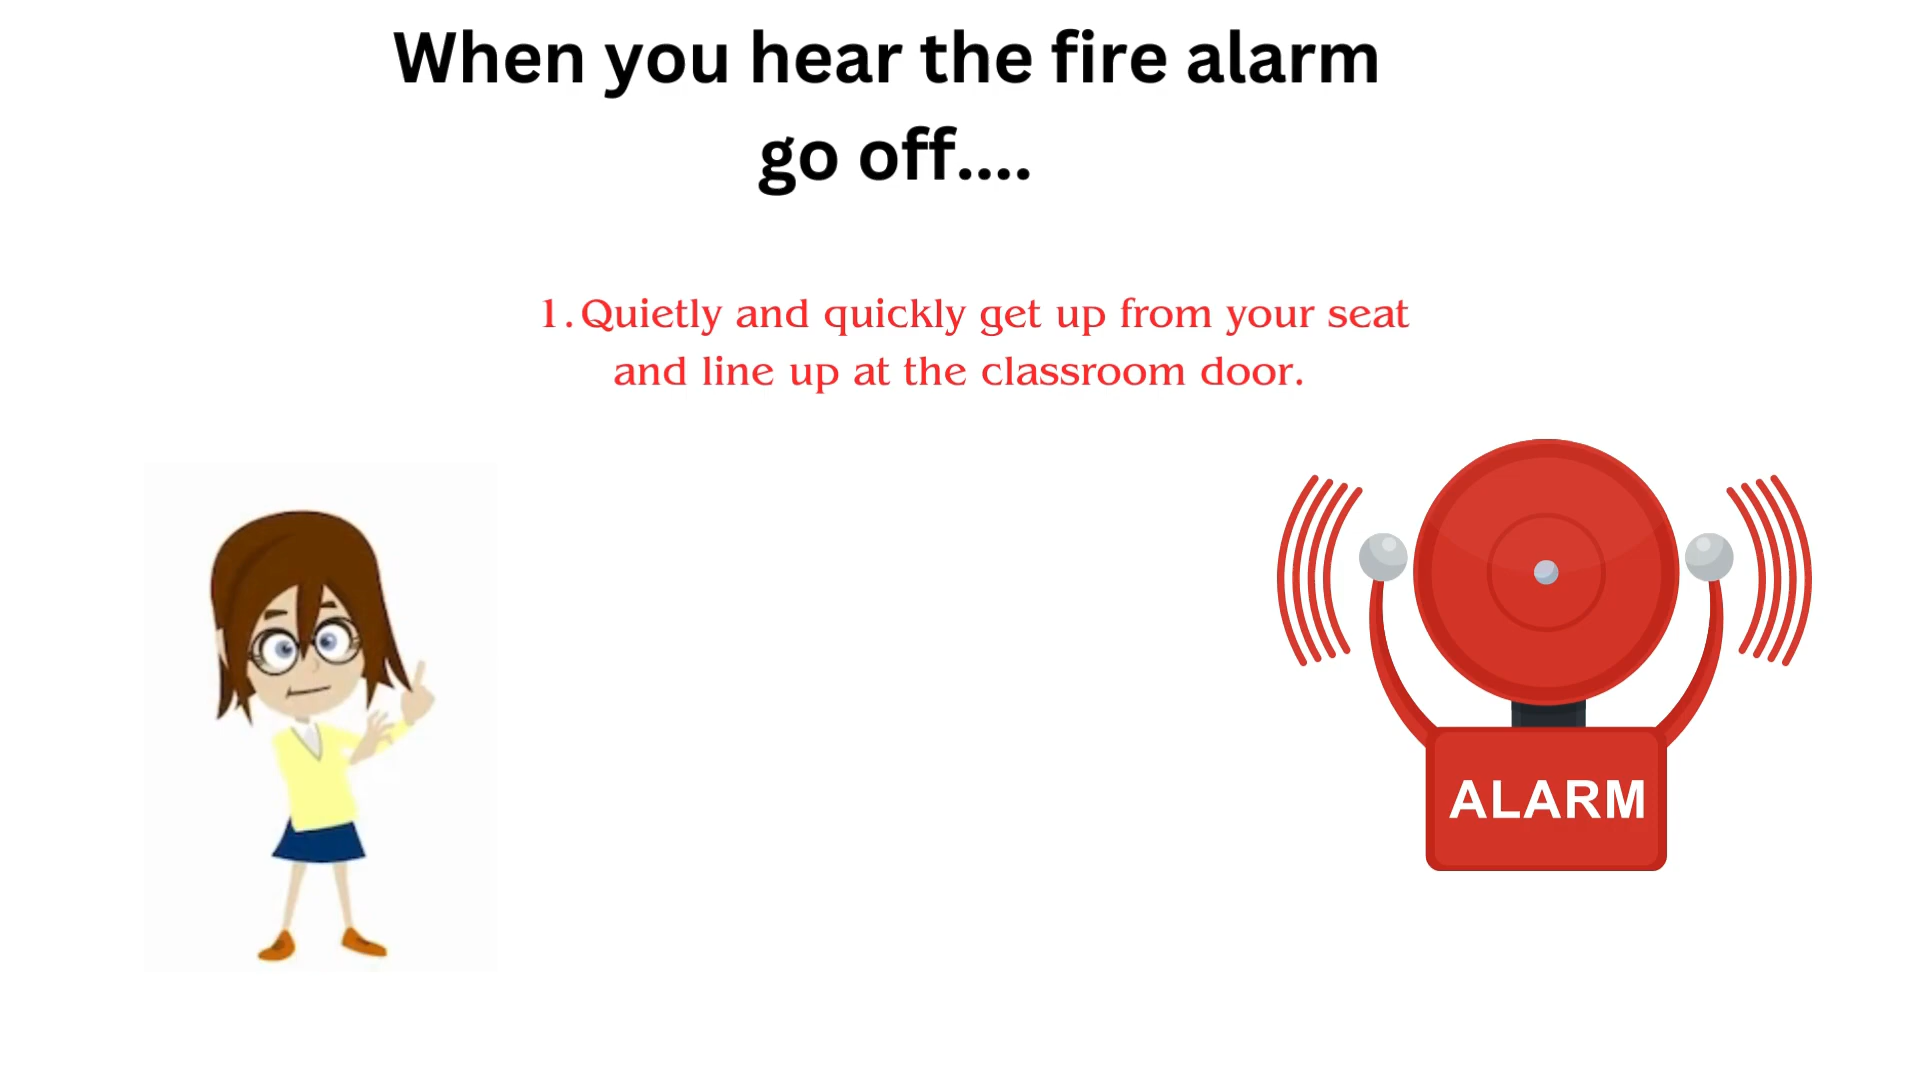 When you hear the fire alarm
go off....
1. Quietly and quickly get up from your seat
and line up at the classroom door.
ALARM